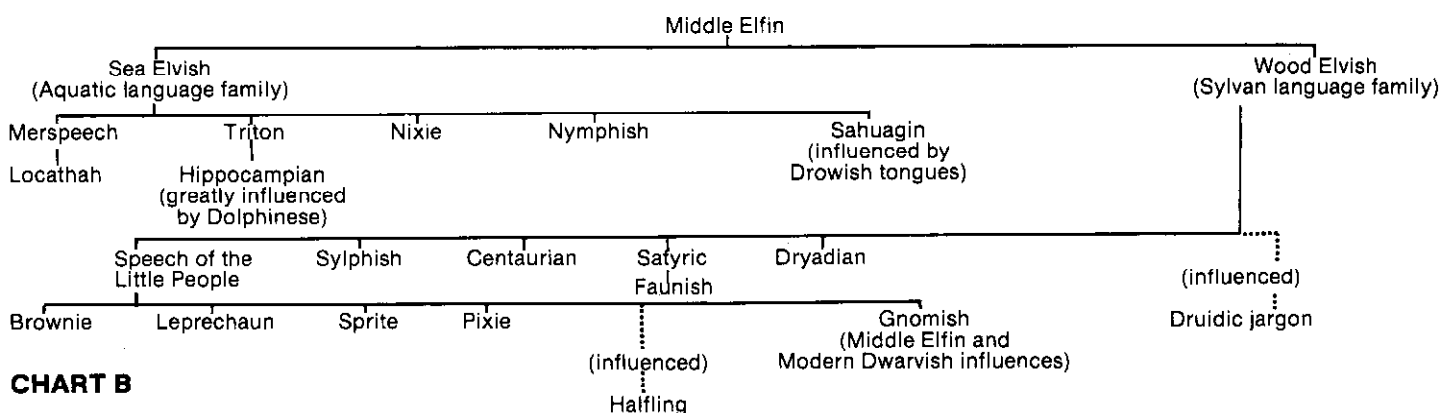 Middle Elfin
Sea Elvish
(Aquatic language family)
Wood Elvish
(Sylvan language family)
Merspeech Triton Nixie Nymphish Sahuagin
(influenced by
Drowish tongues)
Locathah Hippocampian
(greatly influenced
by Dolphinese)
Speech of the
Little People
Sylphish Centaurian Satyric Dryadian
Faunish
(influenced)
Druidic jargon
Brownie Leprechaun Sprite Pixie Gnomish
(Middle Elfin and
Modern Dwarvish influences)
(influenced)
Halfling
CHART B